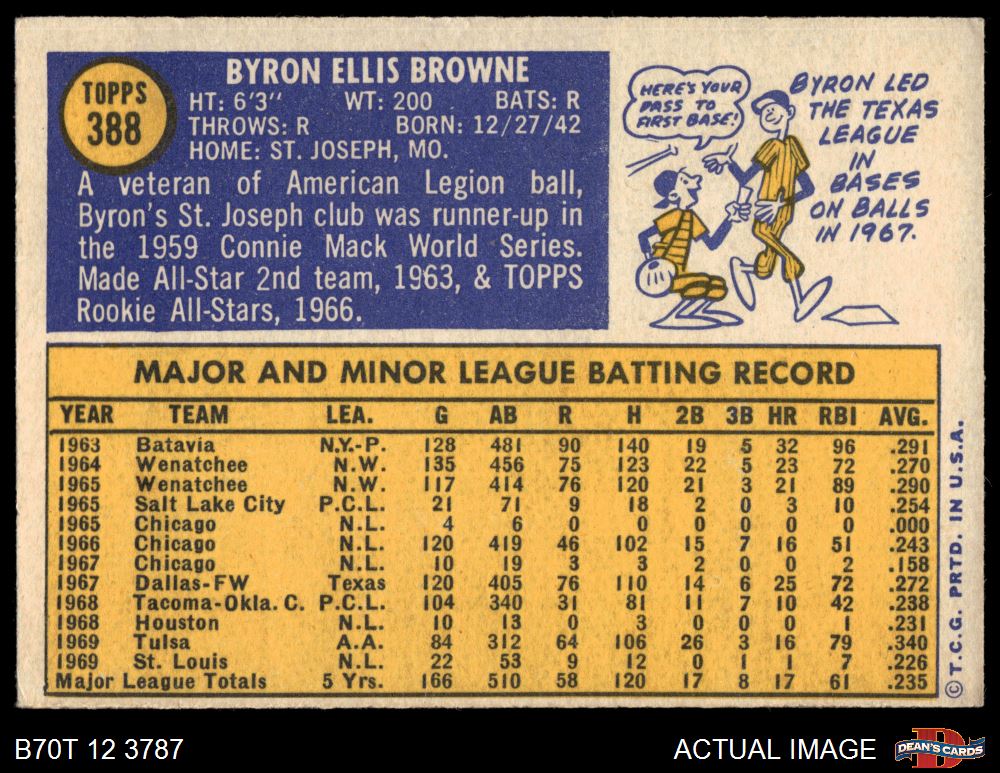 TOPPS
388
BYRON ELLIS BROWNE
HT: 6'3" WT: 200 BATS: R
THROWS: R BORN: 12/27/42
HOME: ST. JOSEPH, MO.
A veteran of American Legion ball,
Byron's St. Joseph club was runner-up in
the 1959 Connie Mack World Series.
Made All-Star 2nd team, 1963, & TOPPS
Rookie All-Stars, 1966.
HERE'S YOUR
PASS TO
FIRST BASE!
BYRON LED
THE TEXAS
LEAGUE
IN
BASES
ON BALLS
IN 1967.
MAJOR AND MINOR LEAGUE BATTING RECORD
YEAR TEAM LEA. G AB R H 2B 3B HR RBI AVG.
1963 Batavia N.Y.-P. 128 481 90 140 19 5 32 96 .291
1964 Wenatchee N.W. 135 456 75 123 22 5 23 72 .270
1965 Wenatchee N.W. 117 414 76 120 21 3 21 89 .290
1965 Salt Lake City P.C.L. 21 71 9 18 2 0 3 10 .254
1965 Chicago N.L. 4 6 0 0 0 0 0 0 .000
1966 Chicago N.L. 120 419 46 102 15 7 16 51 .243
1967 Chicago N.L. 10 19 3 3 2 0 0 2 .158
1967 Dallas-FW Texas 120 405 76 110 14 6 25 72 .272
1968 Tacoma-Okla. C. P.C.L. 104 340 31 81 11 7 10 42 .238
1968 Houston N.L. 10 13 0 3 0 0 0 1 .231
1969 Tulsa A.A. 84 312 64 106 26 3 16 79 .340
1969 St. Louis N.L. 22 53 9 12 0 1 1 7 .226
Major League Totals 5 Yrs. 166 510 58 120 17 8 17 61 .235
© T.C.G. PRTD. IN U.S.A.
B70T 12 3787
ACTUAL IMAGE
D
DEAN'S CARDS